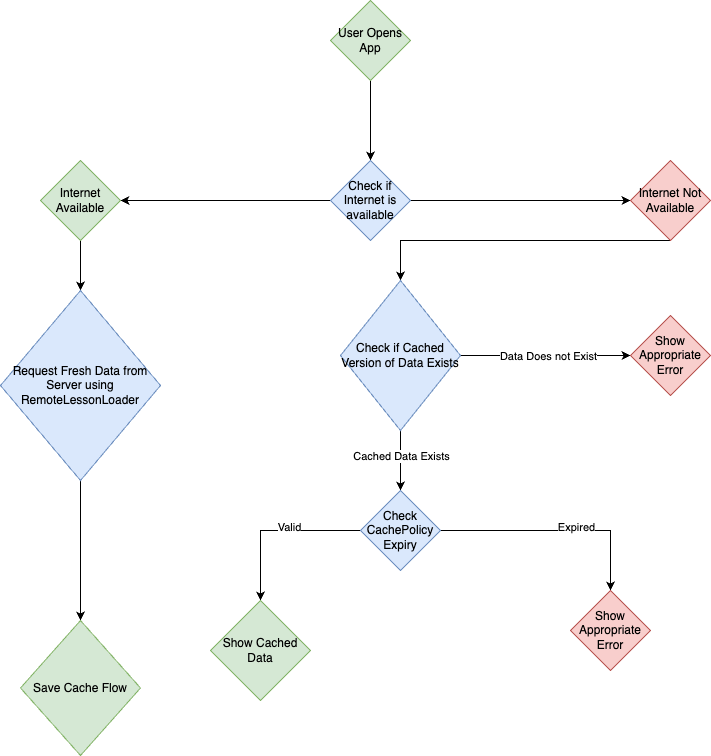 User Opens
App
Check if
Internet is
available
Internet
Available
Internet Not
Available
Request Fresh Data from
Server using
RemoteLessonLoader
Check if Cached
Version of Data Exists
Data Does not Exist
Show
Appropriate
Error
Cached Data Exists
Check
CachePolicy
Expiry
Valid
Expired
Show Cached
Data
Show
Appropriate
Error
Save Cache Flow